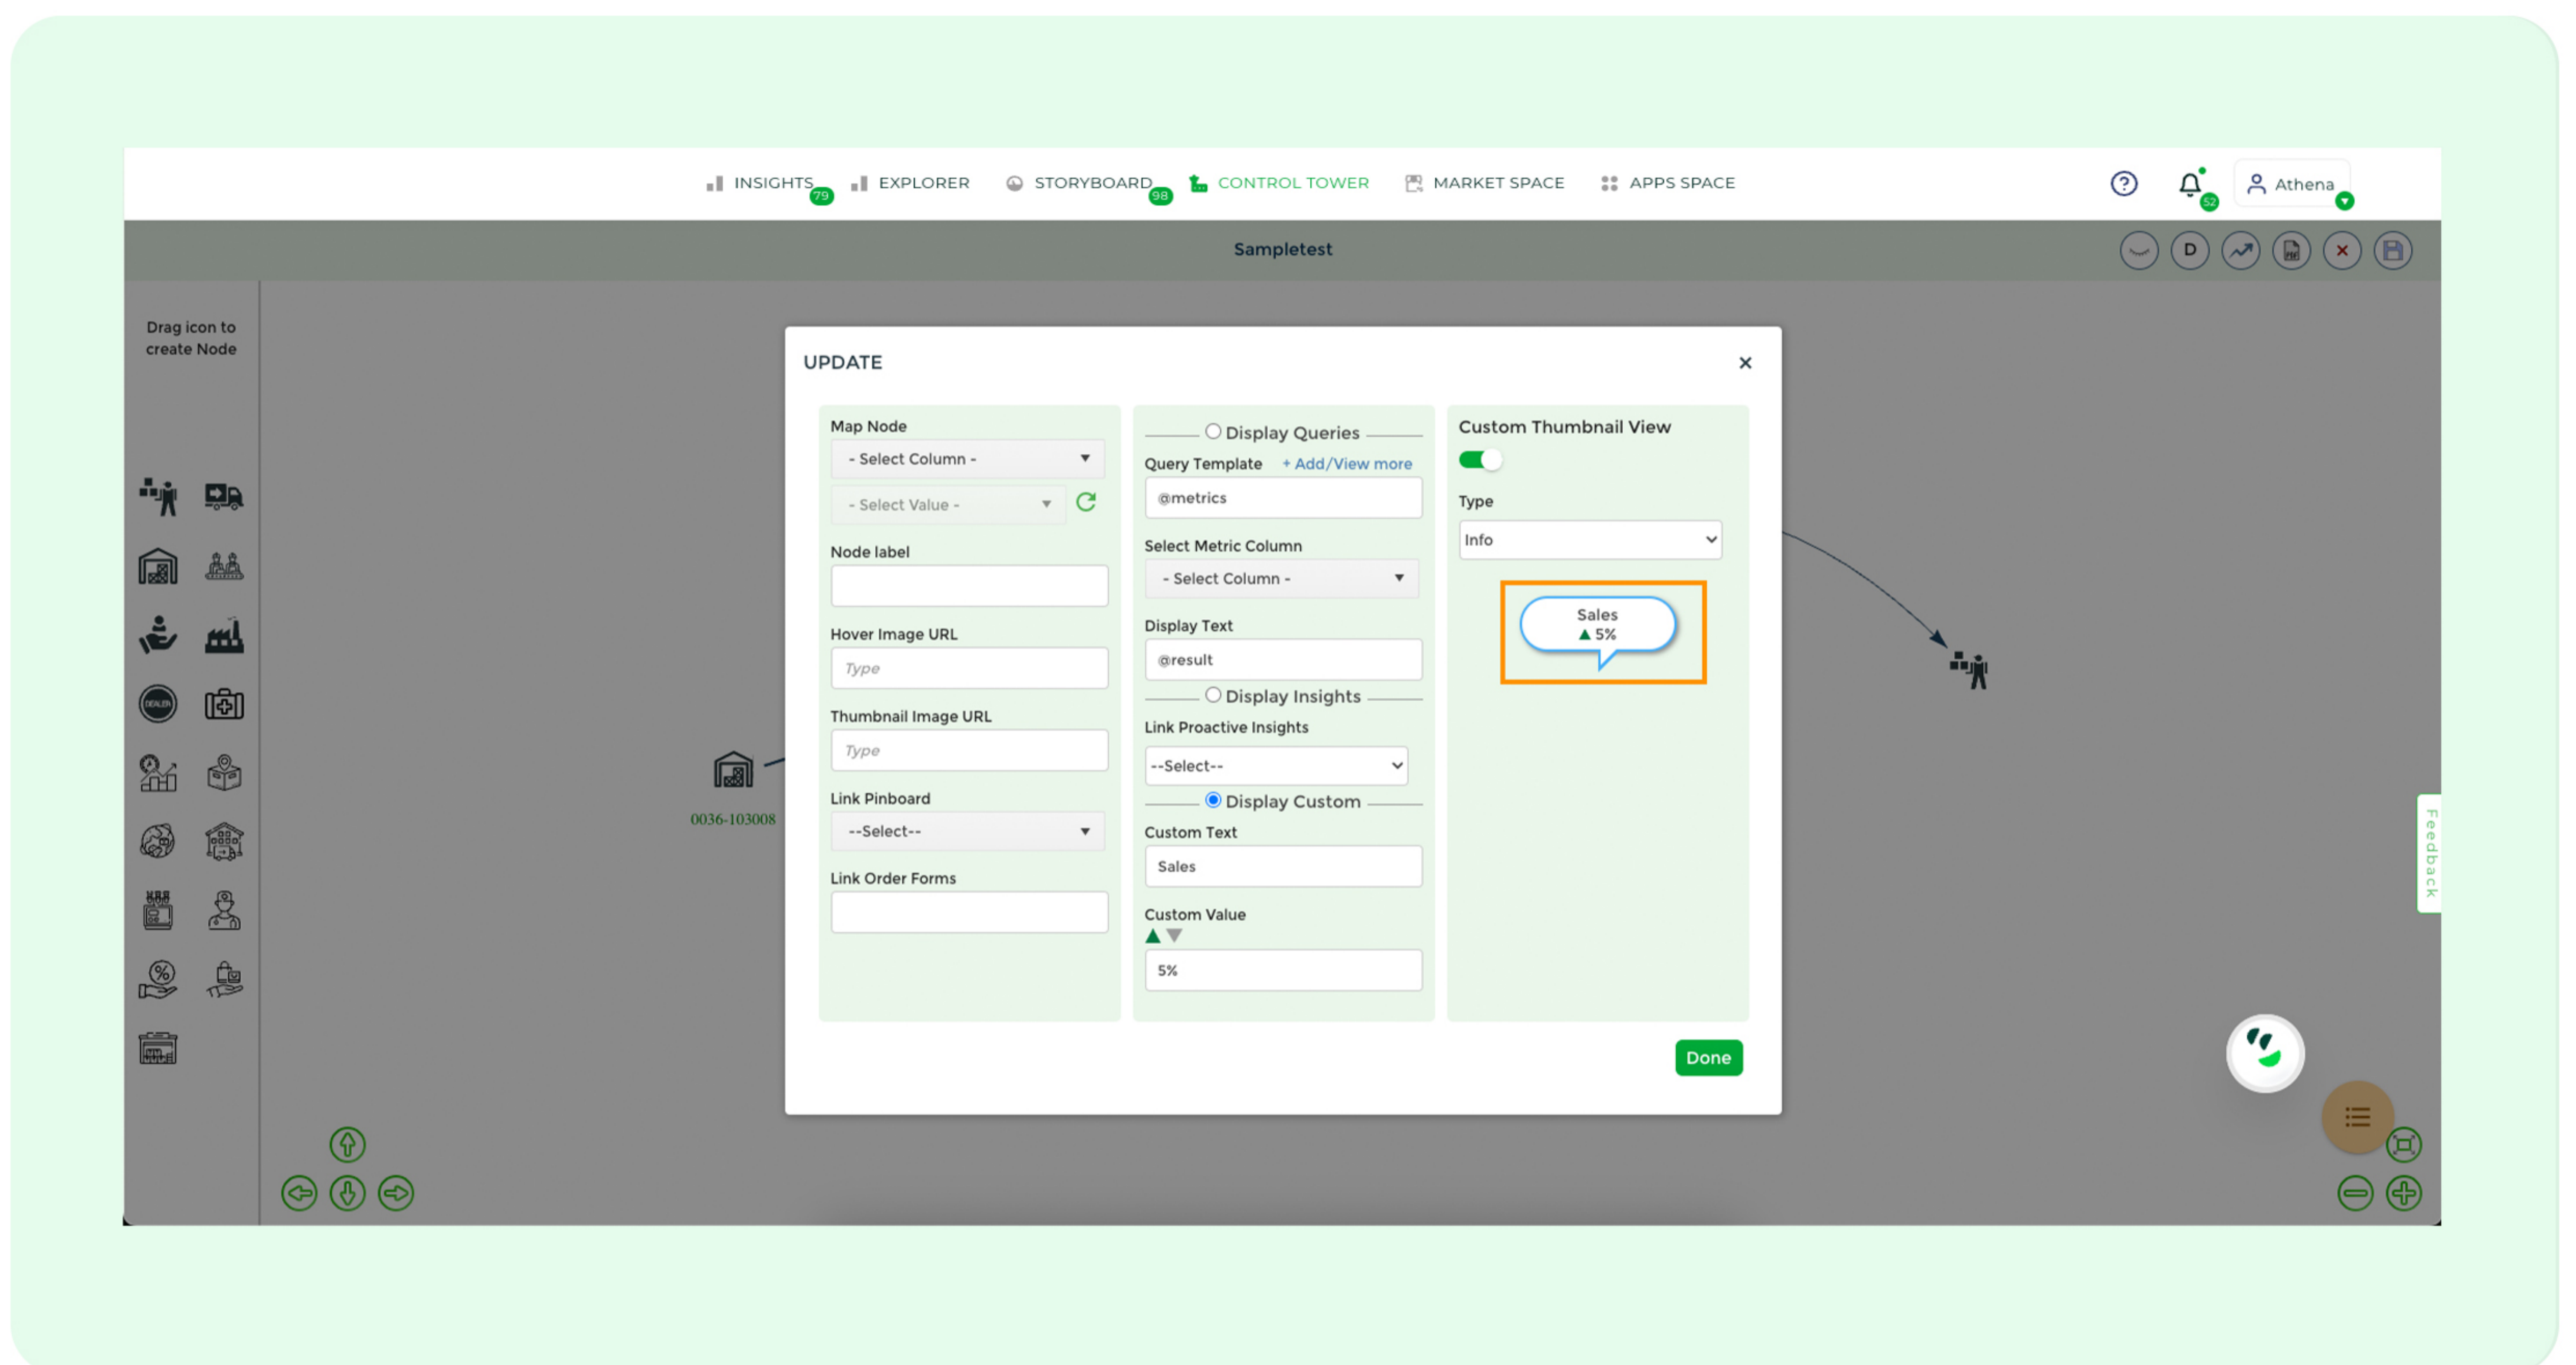 INSIGHTS
79
EXPLORER
STORYBOARD
98
CONTROL TOWER
MARKET SPACE
APPS SPACE
?
52
Athena
Sampletest
D
PDF
Drag icon to
create Node
DEALER
0036-103008
UPDATE
Map Node
- Select Column -
- Select Value -
Node label
Hover Image URL
Type
Thumbnail Image URL
Type
Link Pinboard
--Select--
Link Order Forms
Display Queries
Query Template + Add/View more
@metrics
Select Metric Column
- Select Column -
Display Text
@result
Display Insights
Link Proactive Insights
--Select--
Display Custom
Custom Text
Sales
Custom Value
5%
Custom Thumbnail View
Type
Info
Sales
▲ 5%
Done
Feedback